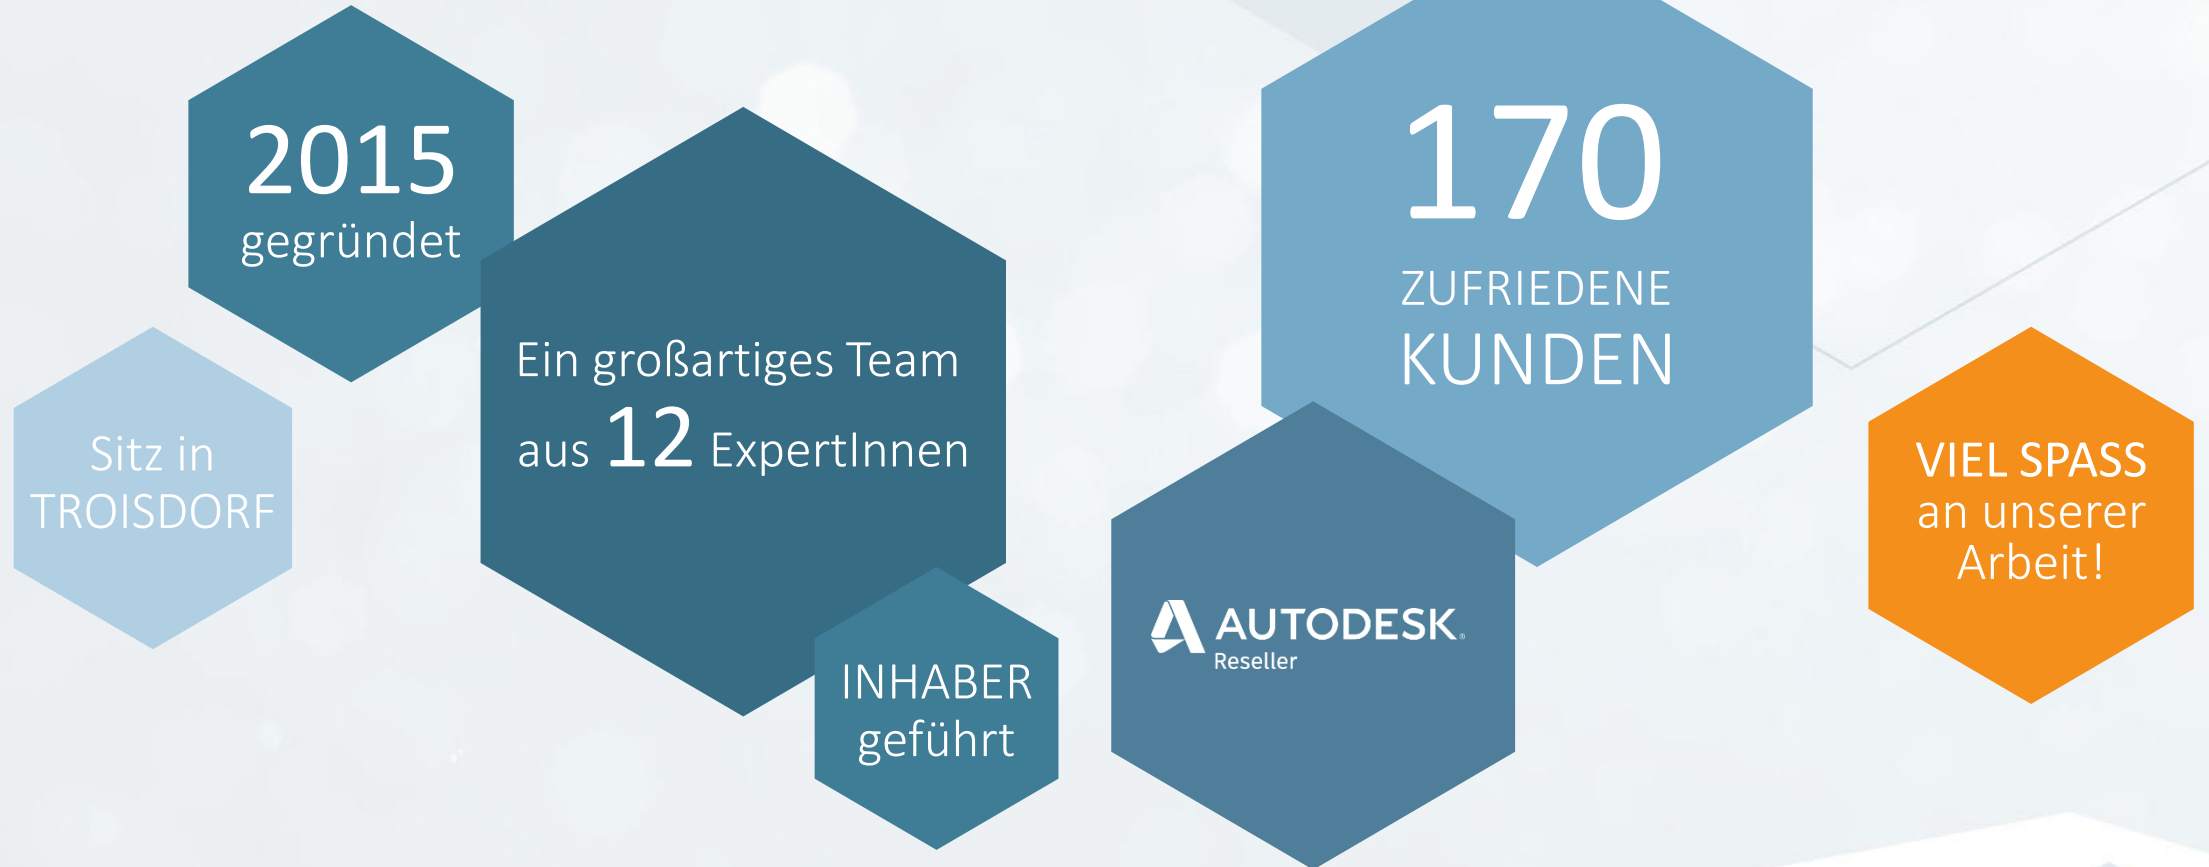 2015
gegründet
Sitz in
TROISDORF
Ein großartiges Team
aus 12 ExpertInnen
INHABER
geführt
170
ZUFRIEDENE
KUNDEN
AUTODESK.
Reseller
VIEL SPASS
an unserer
Arbeit!